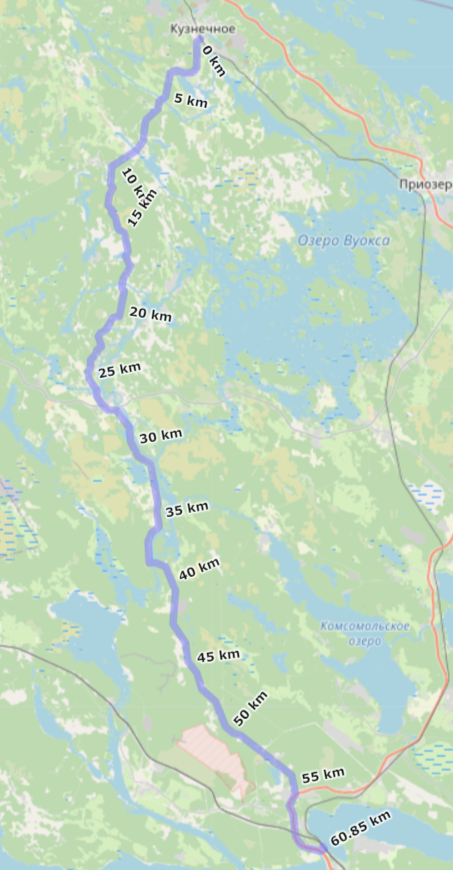 Кузнечное
0 km
5 km
10 km
15 km
Приозер
Озеро Вуокса
20 km
25 km
30 km
35 km
40 km
Комсомольское
озеро
45 km
50 km
55 km
60.85 km